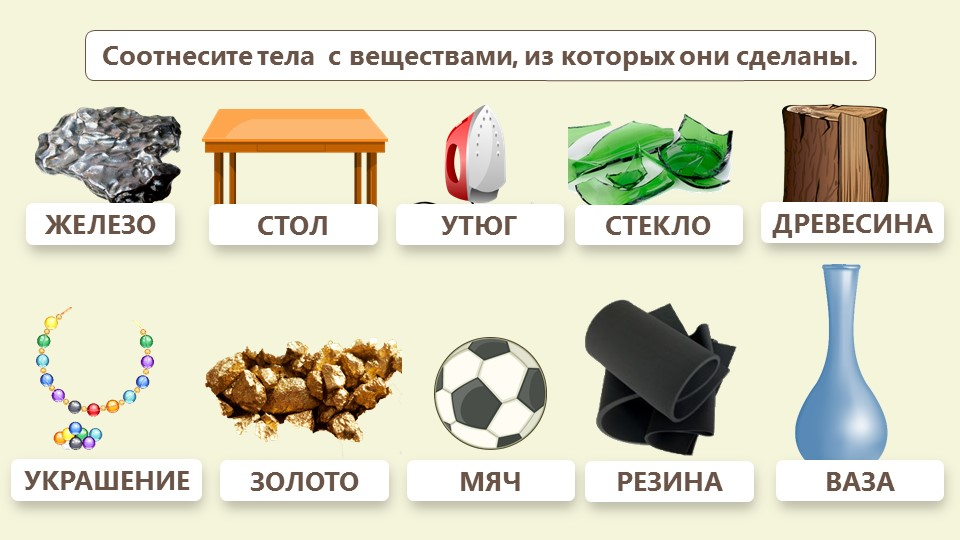 Соотнесите тела с веществами, из которых они сделаны.
ЖЕЛЕЗО
СТОЛ
УТЮГ
СТЕКЛО
ДРЕВЕСИНА
УКРАШЕНИЕ
ЗОЛОТО
МЯЧ
РЕЗИНА
ВАЗА